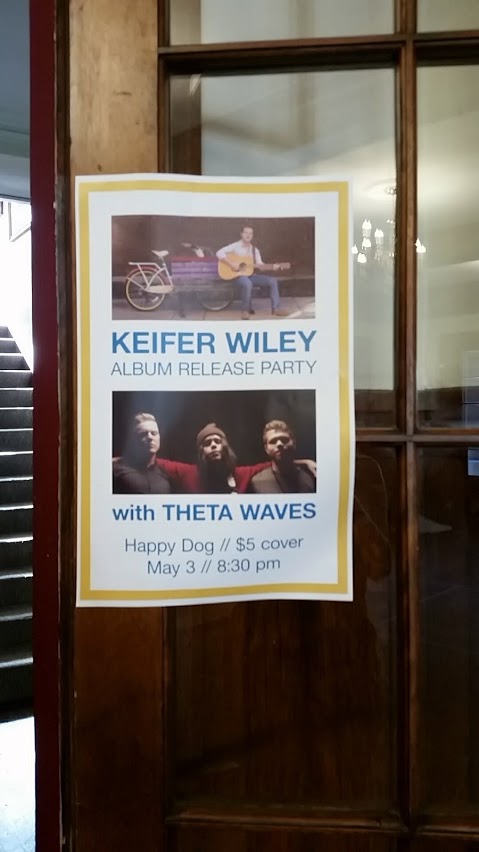 KEIFER WILEY
ALBUM RELEASE PARTY
with THETA WAVES
Happy Dog // $5 cover
May 3 // 8:30 pm